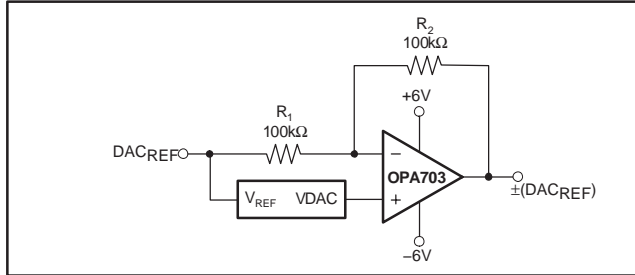 R2
100kΩ
+6V
R1
100kΩ
DACREF
−
OPA703
+
±(DACREF)
VREF VDAC
−6V